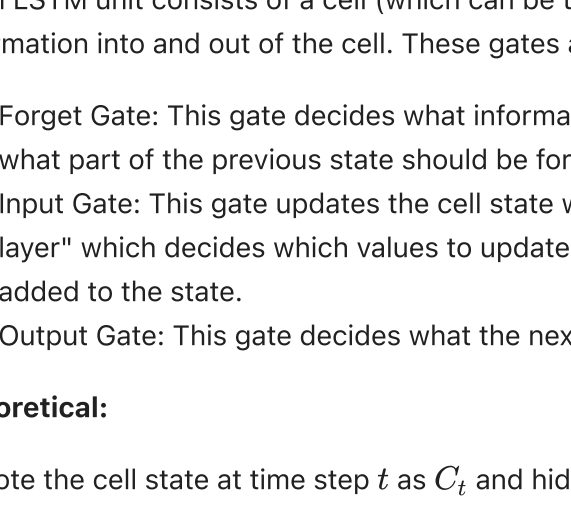 LSTM unit consists of a cell (which can be
rmation into and out of the cell. These gates
Forget Gate: This gate decides what informa
what part of the previous state should be for
Input Gate: This gate updates the cell state w
layer" which decides which values to update
added to the state.
Output Gate: This gate decides what the nex
oretical:
ote the cell state at time step t as Cₜ and hid